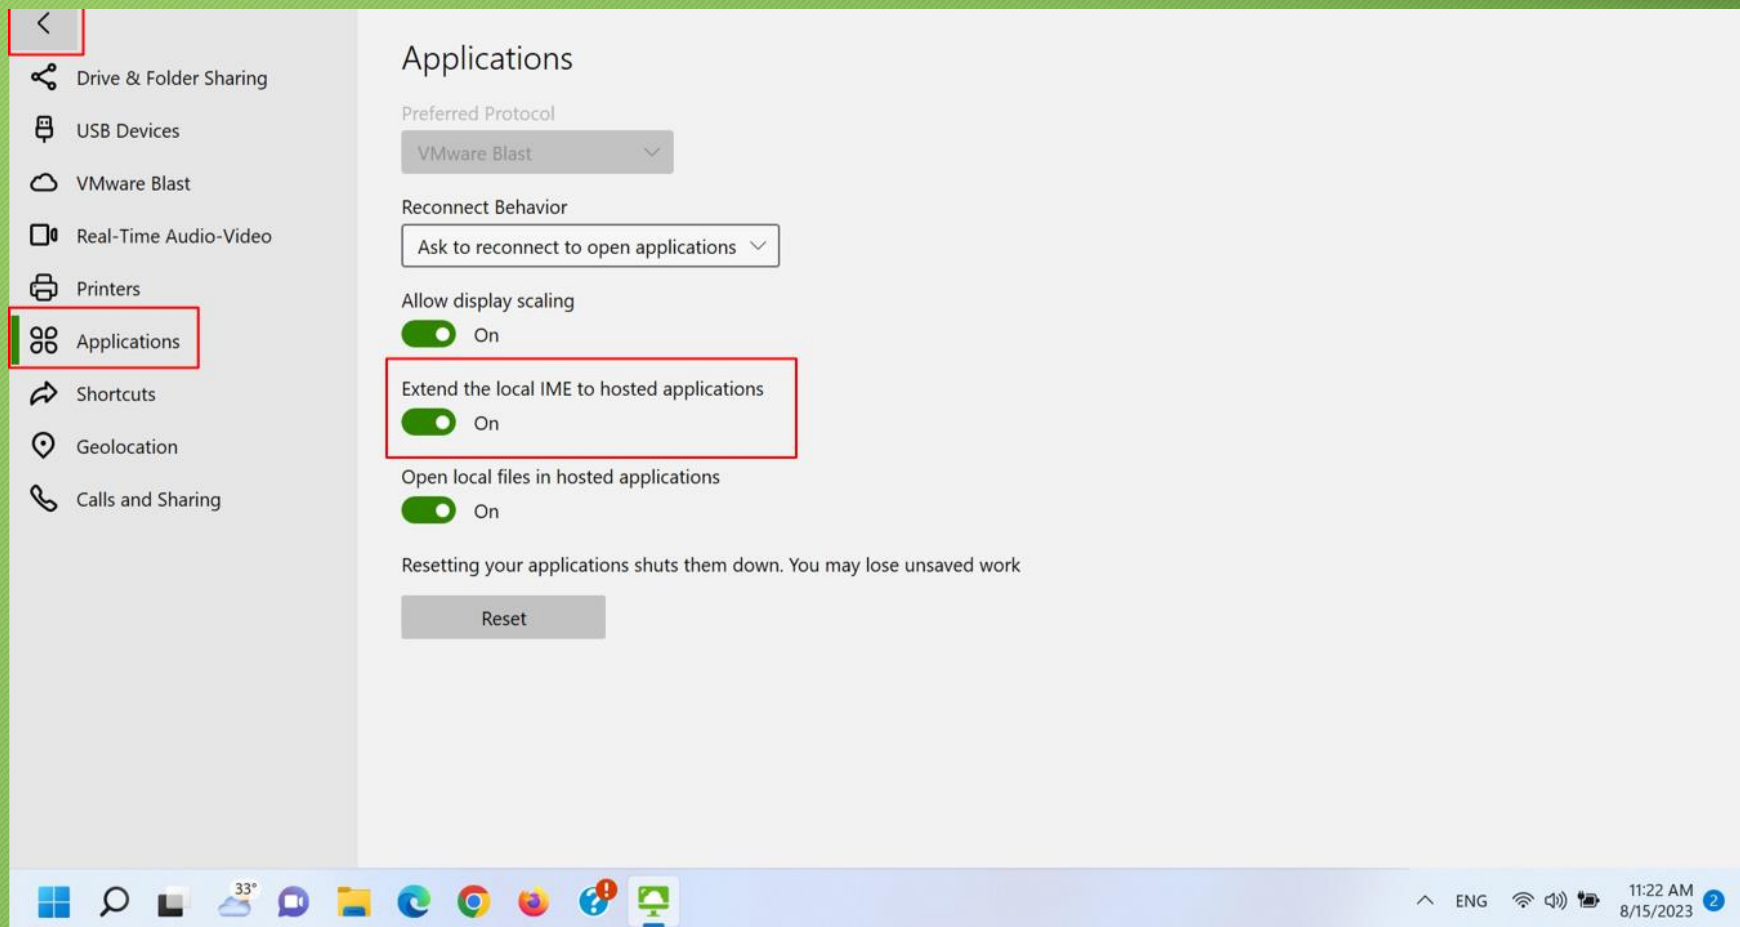 Drive & Folder Sharing
USB Devices
VMware Blast
Real-Time Audio-Video
Printers
Applications
Shortcuts
Geolocation
Calls and Sharing
Applications
Preferred Protocol
VMware Blast
Reconnect Behavior
Ask to reconnect to open applications
Allow display scaling
On
Extend the local IME to hosted applications
On
Open local files in hosted applications
On
Resetting your applications shuts them down. You may lose unsaved work
Reset
33°
ENG
11:22 AM
8/15/2023
2